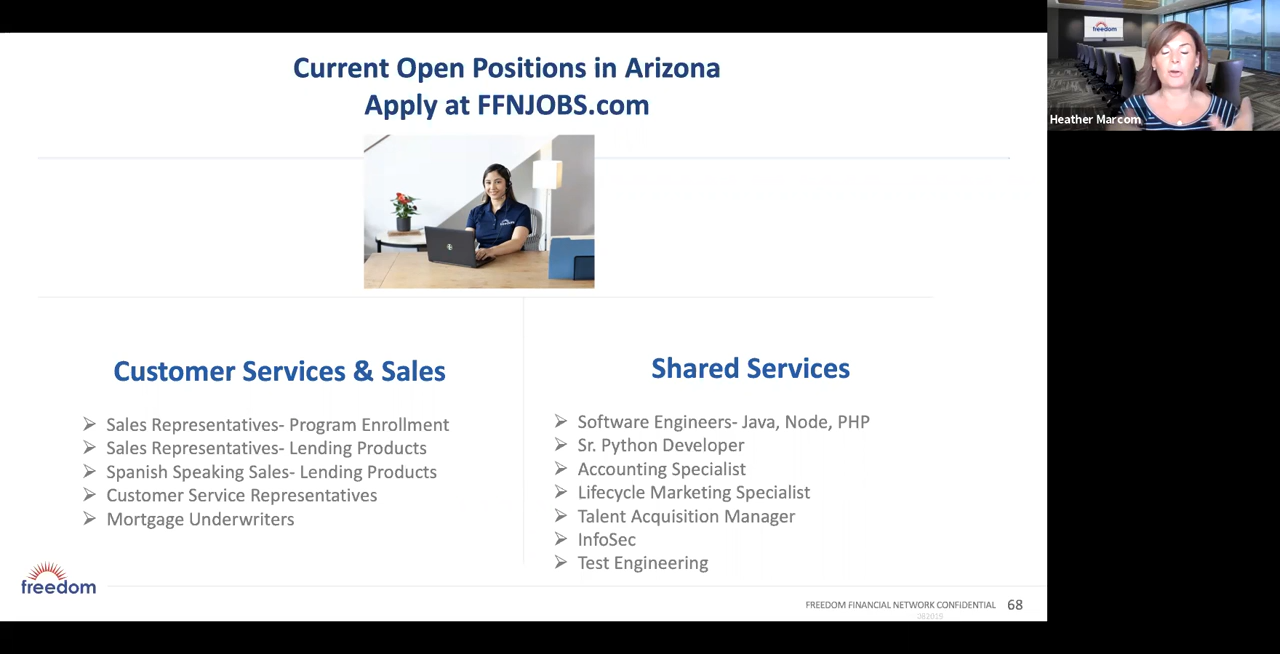 Current Open Positions in Arizona
Apply at FFNJOBS.com
freedom
Heather Marcom
freedom
Customer Services & Sales
➢ Sales Representatives- Program Enrollment
➢ Sales Representatives- Lending Products
➢ Spanish Speaking Sales- Lending Products
➢ Customer Service Representatives
➢ Mortgage Underwriters
Shared Services
➢ Software Engineers- Java, Node, PHP
➢ Sr. Python Developer
➢ Accounting Specialist
➢ Lifecycle Marketing Specialist
➢ Talent Acquisition Manager
➢ InfoSec
➢ Test Engineering
freedom
FREEDOM FINANCIAL NETWORK CONFIDENTIAL 68